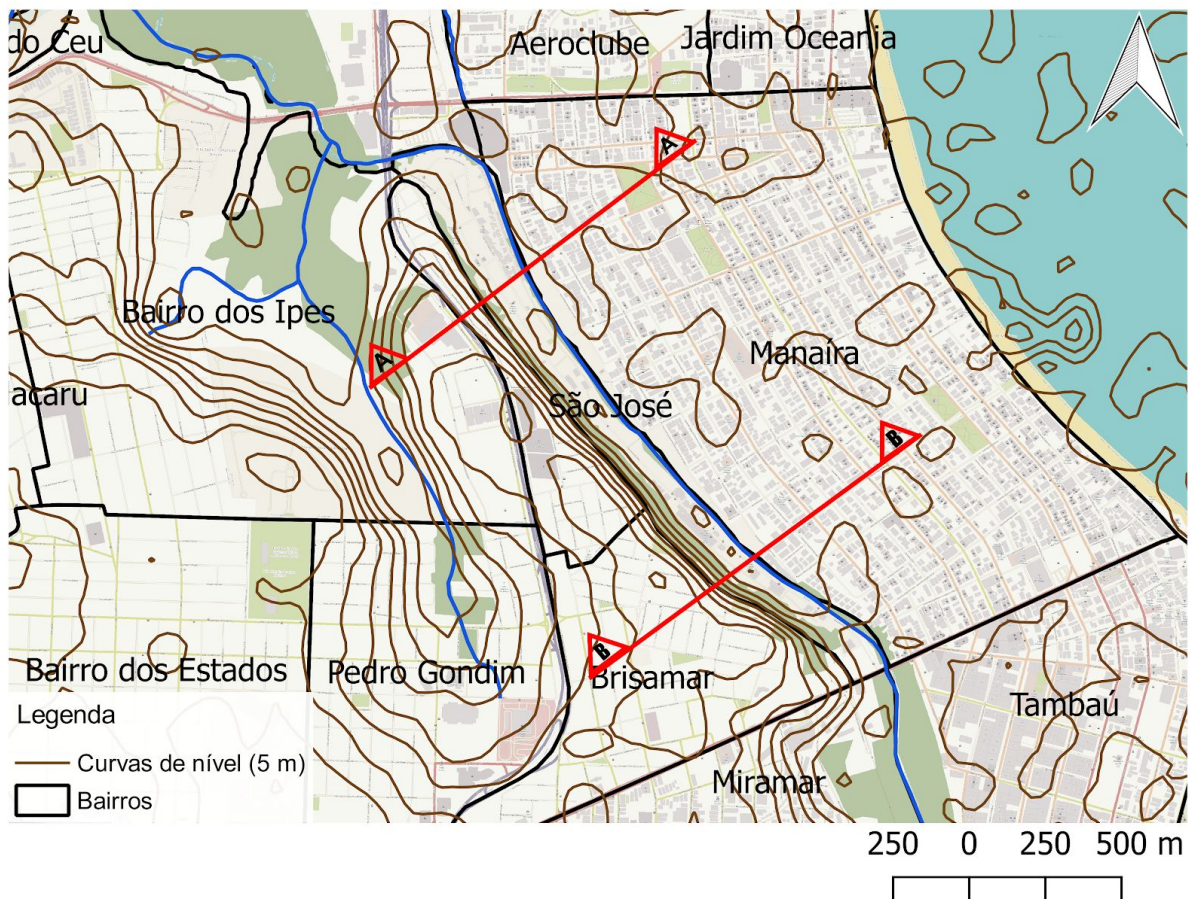 do Ceu
Aeroclube
Jardim Oceania
A
Bairro dos Ipes
A
Manaíra
acaru
São José
B
B
Bairro dos Estados
Pedro Gondim
Brisamar
Tambaú
Miramar
Legenda
Curvas de nível (5 m)
Bairros
250 0 250 500 m